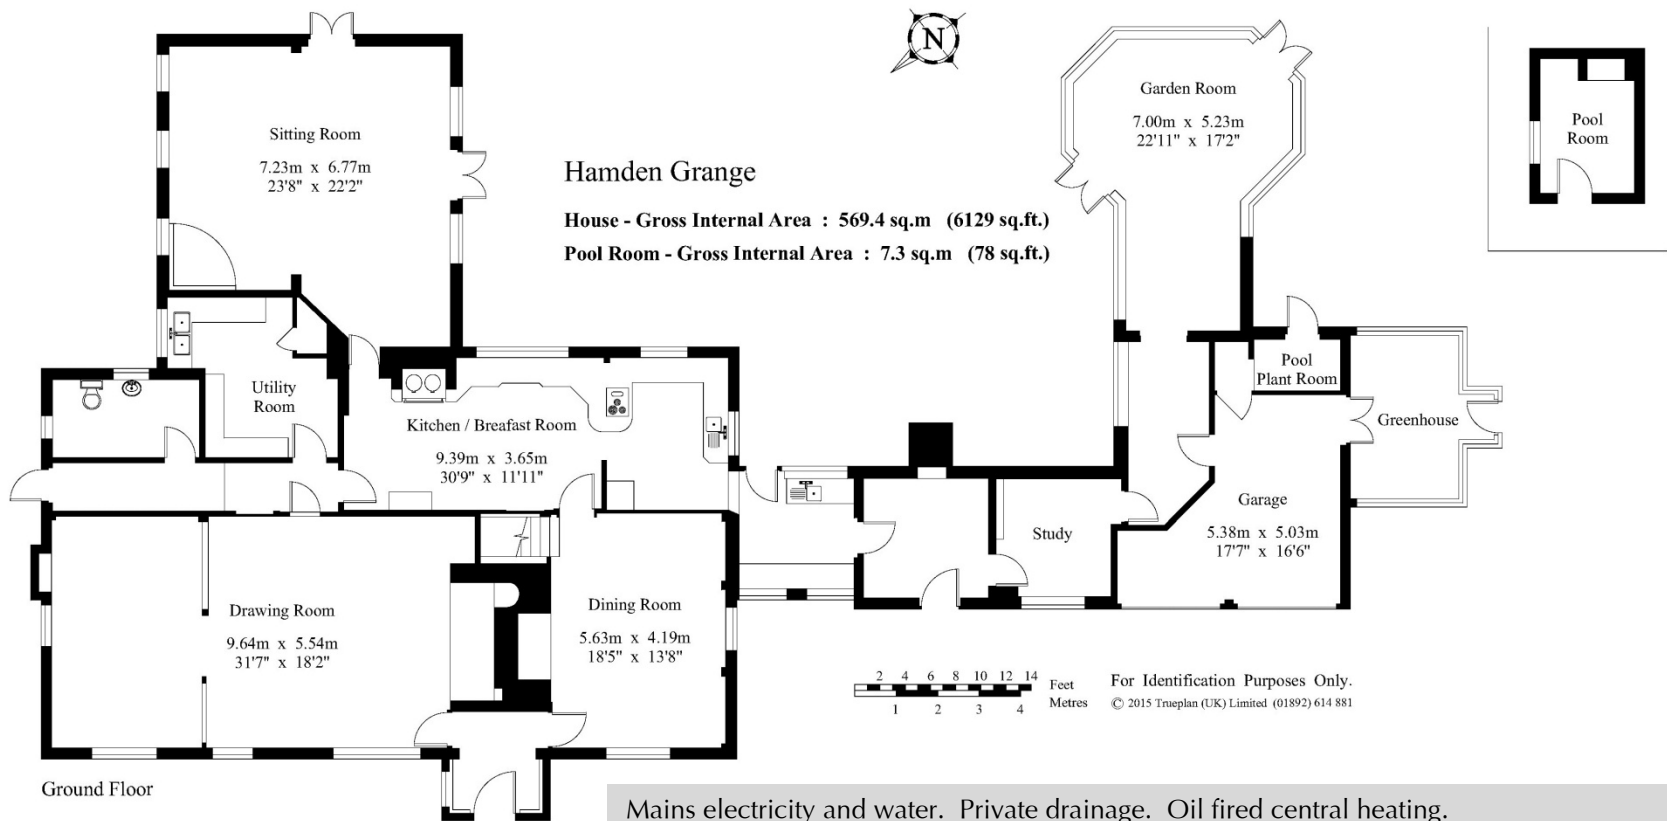 N
Sitting Room
7.23m x 6.77m
23'8" x 22'2"
Hamden Grange
House - Gross Internal Area : 569.4 sq.m (6129 sq.ft.)
Pool Room - Gross Internal Area : 7.3 sq.m (78 sq.ft.)
Garden Room
7.00m x 5.23m
22'11" x 17'2"
Pool
Room
Utility
Room
Kitchen / Breafast Room
9.39m x 3.65m
30'9" x 11'11"
Pool
Plant Room
Greenhouse
Study
Garage
5.38m x 5.03m
17'7" x 16'6"
Drawing Room
9.64m x 5.54m
31'7" x 18'2"
Dining Room
5.63m x 4.19m
18'5" x 13'8"
2 4 6 8 10 12 14 Feet
1 2 3 4 Metres
For Identification Purposes Only.
© 2015 Trueplan (UK) Limited (01892) 614 881
Ground Floor
Mains electricity and water. Private drainage. Oil fired central heating.